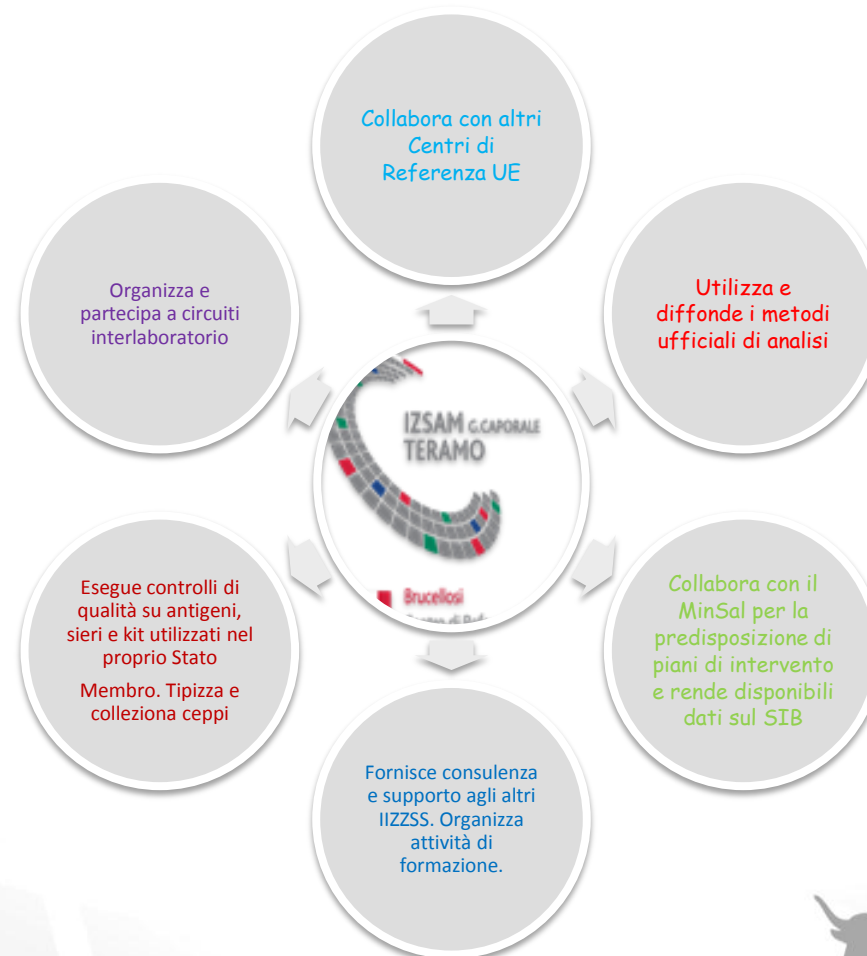 Collabora con altri
Centri di
Referenza UE
Organizza e
partecipa a circuiti
interlaboratorio
Utilizza e
diffonde i metodi
ufficiali di analisi
IZSAM G.CAPORALE
TERAMO
Brucellosi
Esegue controlli di
qualità su antigeni,
sieri e kit utilizzati nel
proprio Stato
Membro. Tipizza e
colleziona ceppi
Collabora con il
MinSal per la
predisposizione di
piani di intervento
e rende disponibili
dati sul SIB
Fornisce consulenza
e supporto agli altri
IIZZSS. Organizza
attività di
formazione.